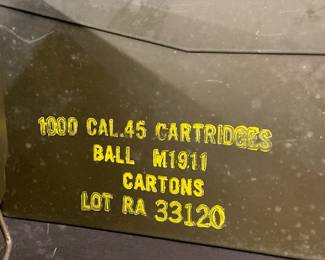 1000 CAL.45 CARTRIDGES
BALL M1911
CARTONS
LOT RA 33120